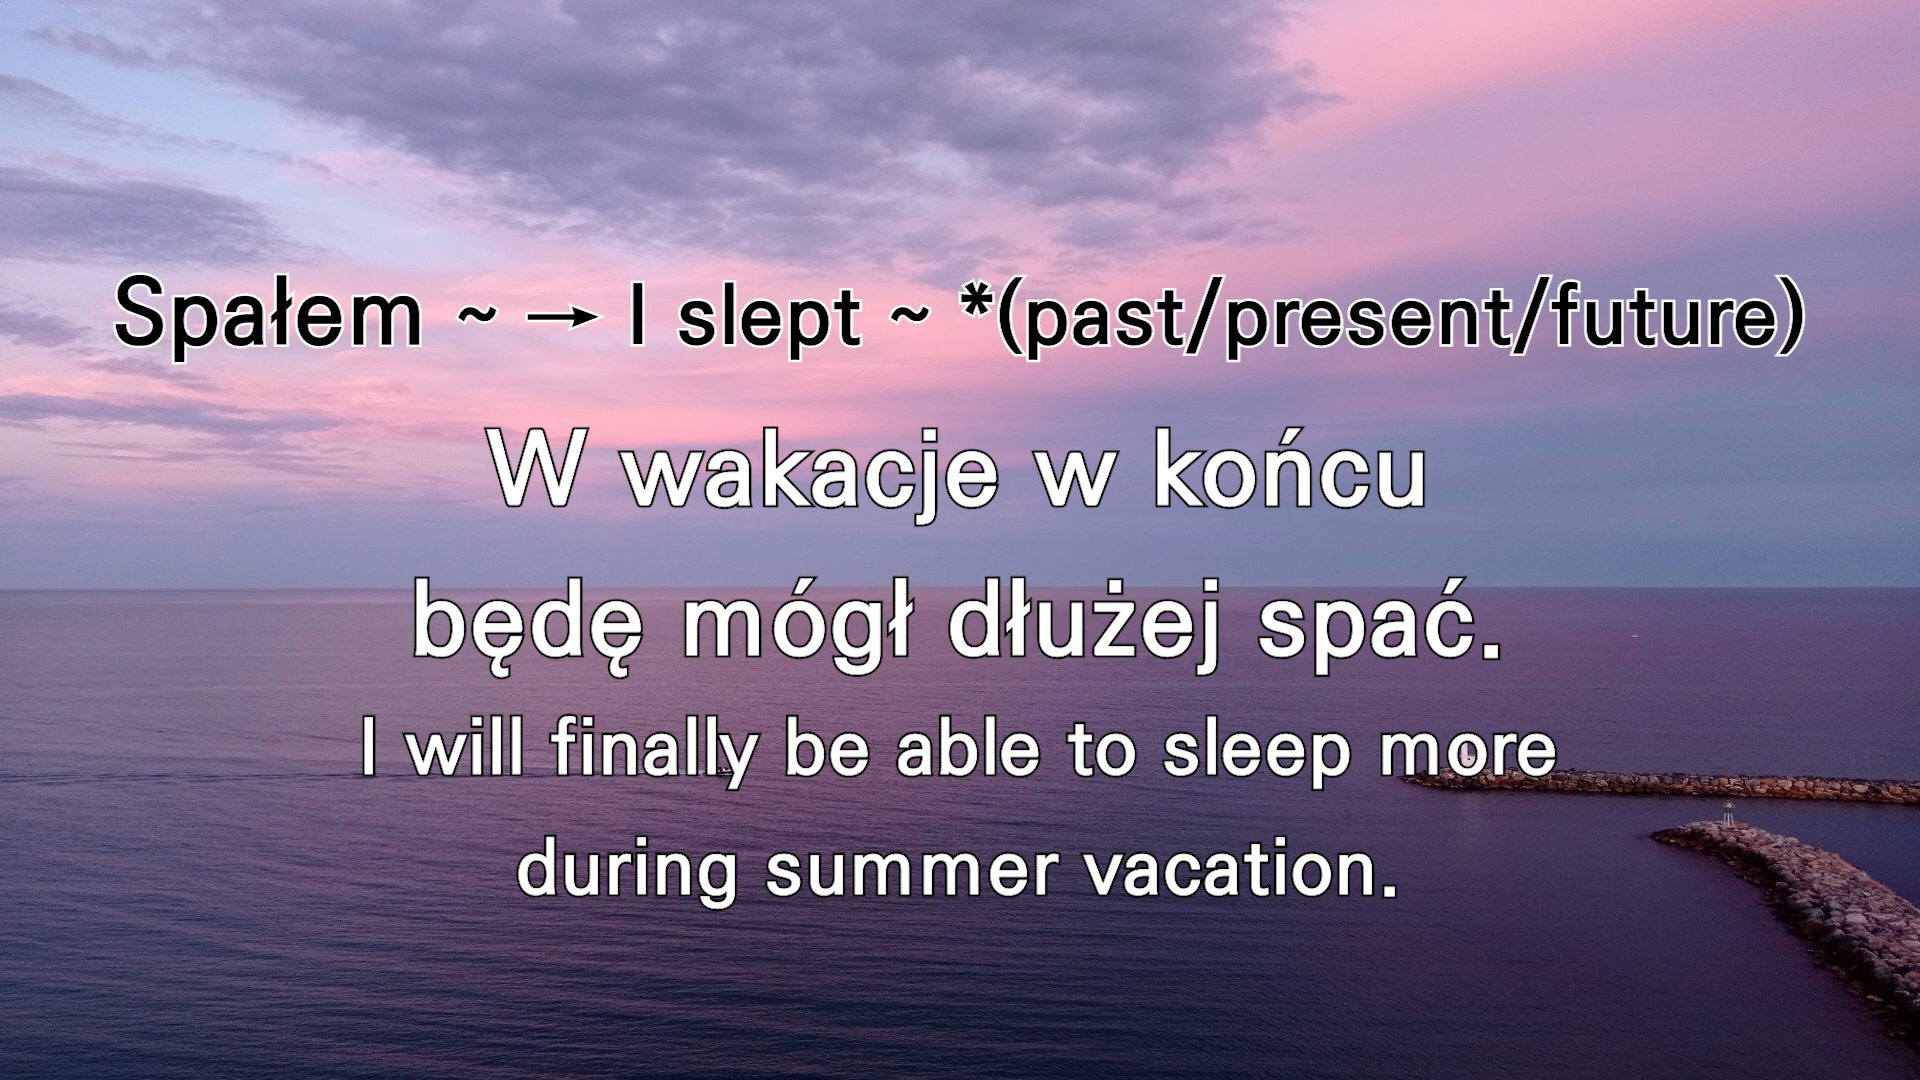 Spałem ~ → I slept ~ *(past/present/future)
W wakacje w końcu
będę mógł dłużej spać.
I will finally be able to sleep more
during summer vacation.